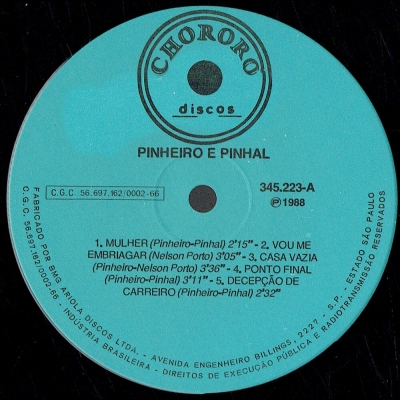 CHORORO
discos
PINHEIRO E PINHAL
C.G.C. 56.697.162/0002-66
345.223-A
℗1988
1. MULHER (Pinheiro-Pinhal) 2'15" - 2. VOU ME
EMBRIAGAR (Nelson Porto) 3'05" - 3. CASA VAZIA
(Pinheiro-Nelson Porto) 3'36" - 4. PONTO FINAL
(Pinheiro-Pinhal) 3'11" - 5. DECEPÇÃO DE
CARREIRO (Pinheiro-Pinhal) 2'32"
FABRICADO POR BMG ARIOLA DISCOS LTDA. - AVENIDA ENGENHEIRO BILLINGS, 2227 - S.P. - ESTADO SÃO PAULO
C.G.C. 56.697.162/0002-66 - INDÚSTRIA BRASILEIRA - DIREITOS DE EXECUÇÃO PÚBLICA E RADIOTRANSMISSÃO RESERVADOS